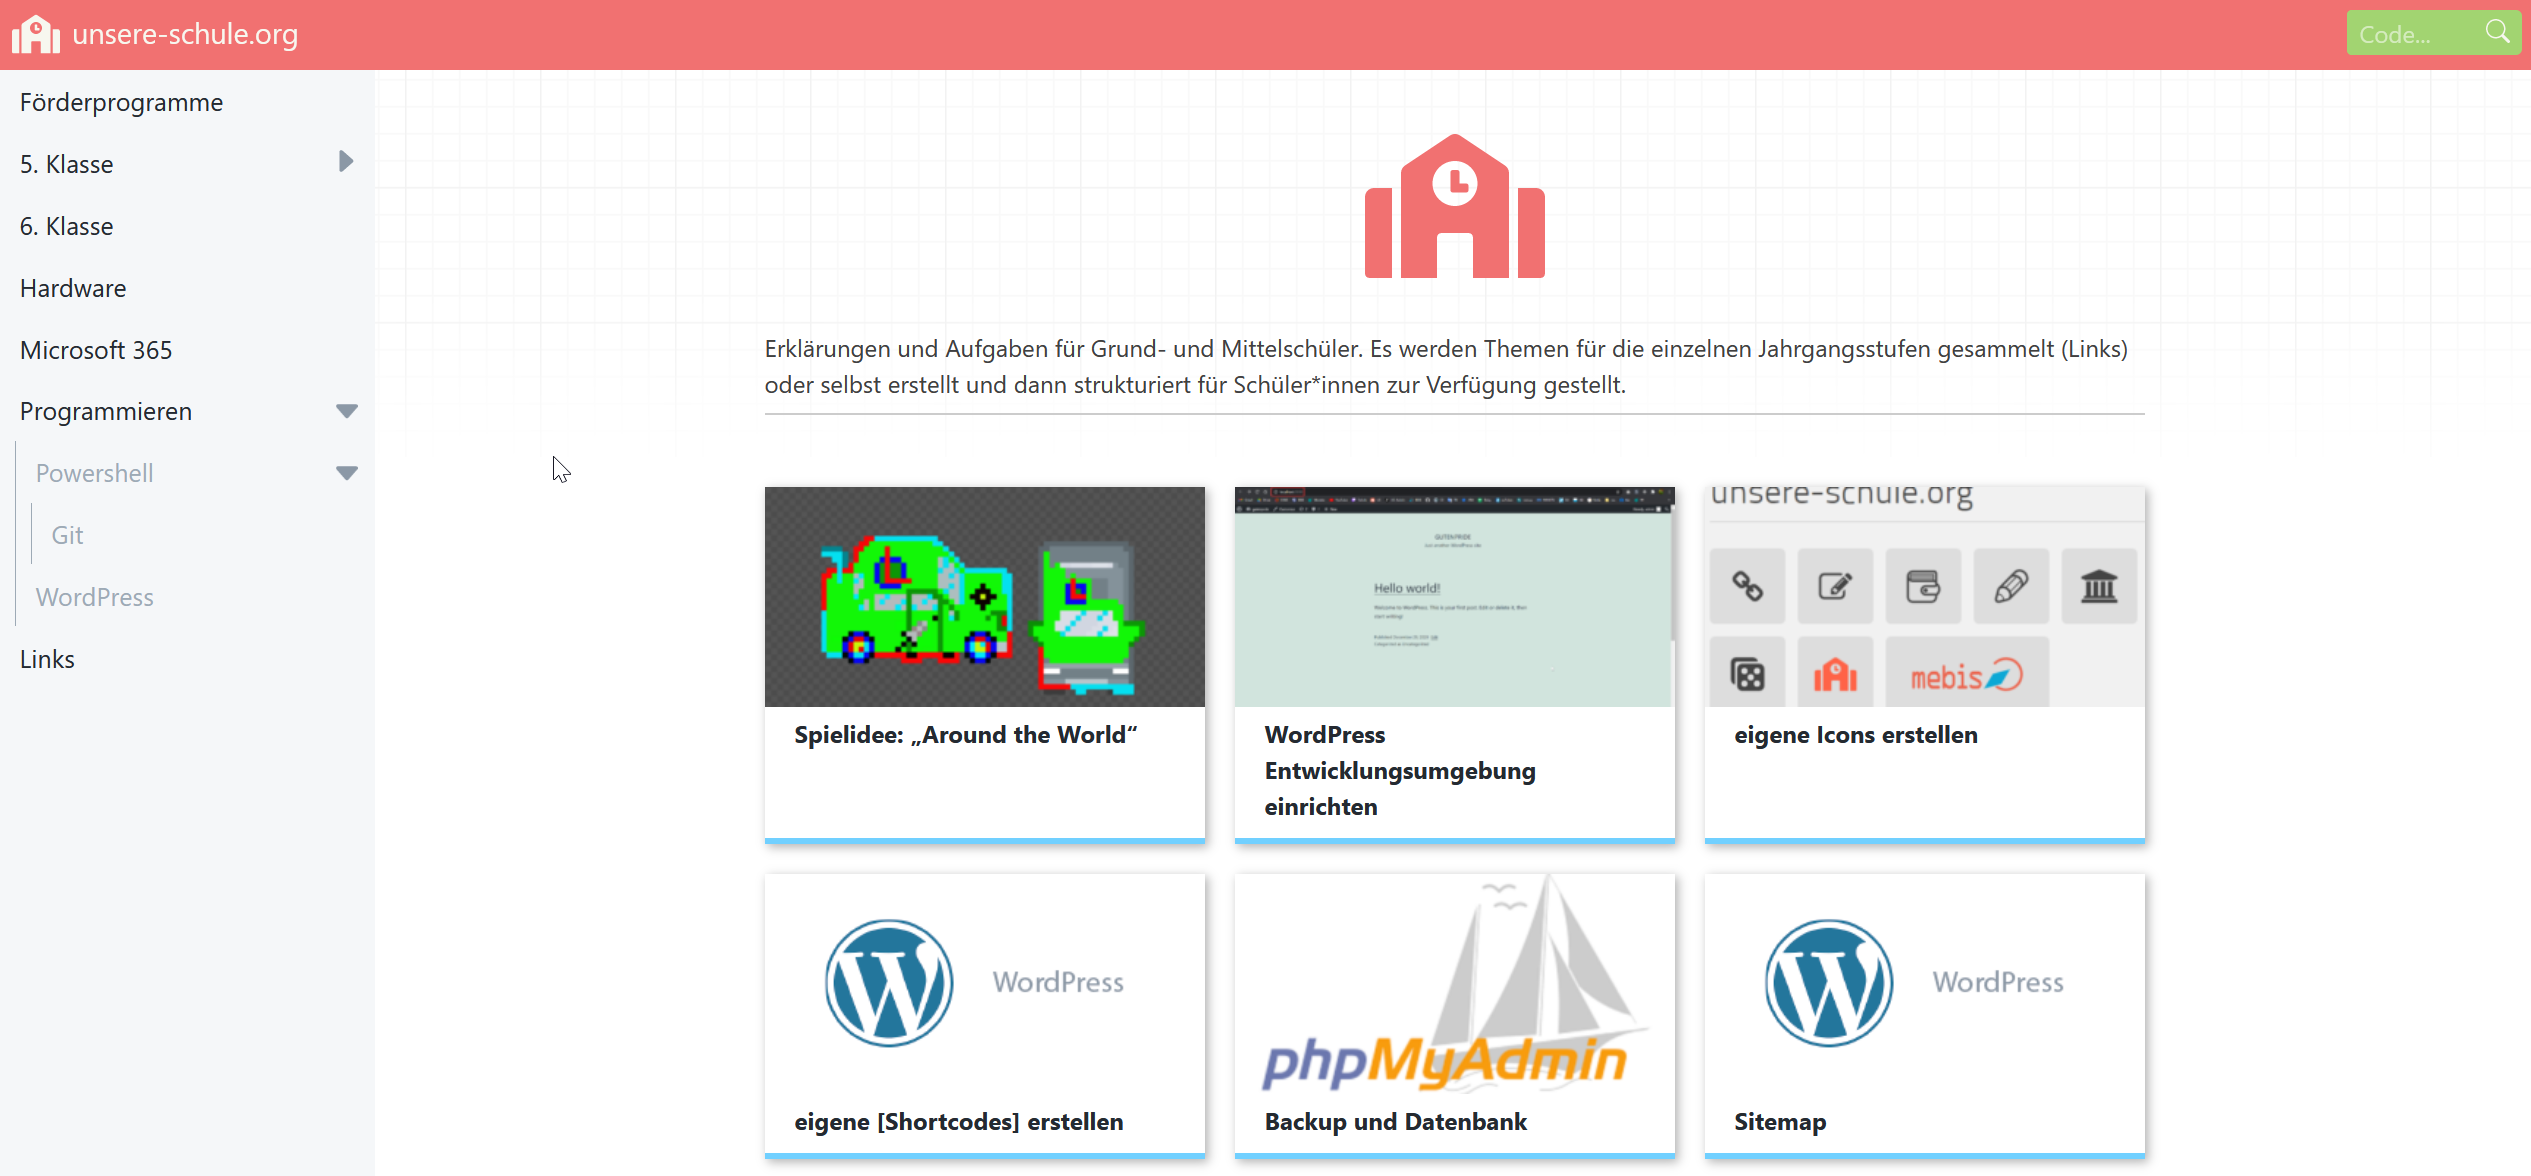 unsere-schule.org
Code...
Förderprogramme
5. Klasse
6. Klasse
Hardware
Microsoft 365
Programmieren
Powershell
Git
WordPress
Links
Erklärungen und Aufgaben für Grund- und Mittelschüler. Es werden Themen für die einzelnen Jahrgangsstufen gesammelt (Links)
oder selbst erstellt und dann strukturiert für Schüler*innen zur Verfügung gestellt.
Spielidee: „Around the World“
Hello world!
WordPress
Entwicklungsumgebung
einrichten
unsere-schule.org
mebis
eigene Icons erstellen
WordPress
eigene [Shortcodes] erstellen
phpMyAdmin
Backup und Datenbank
WordPress
Sitemap